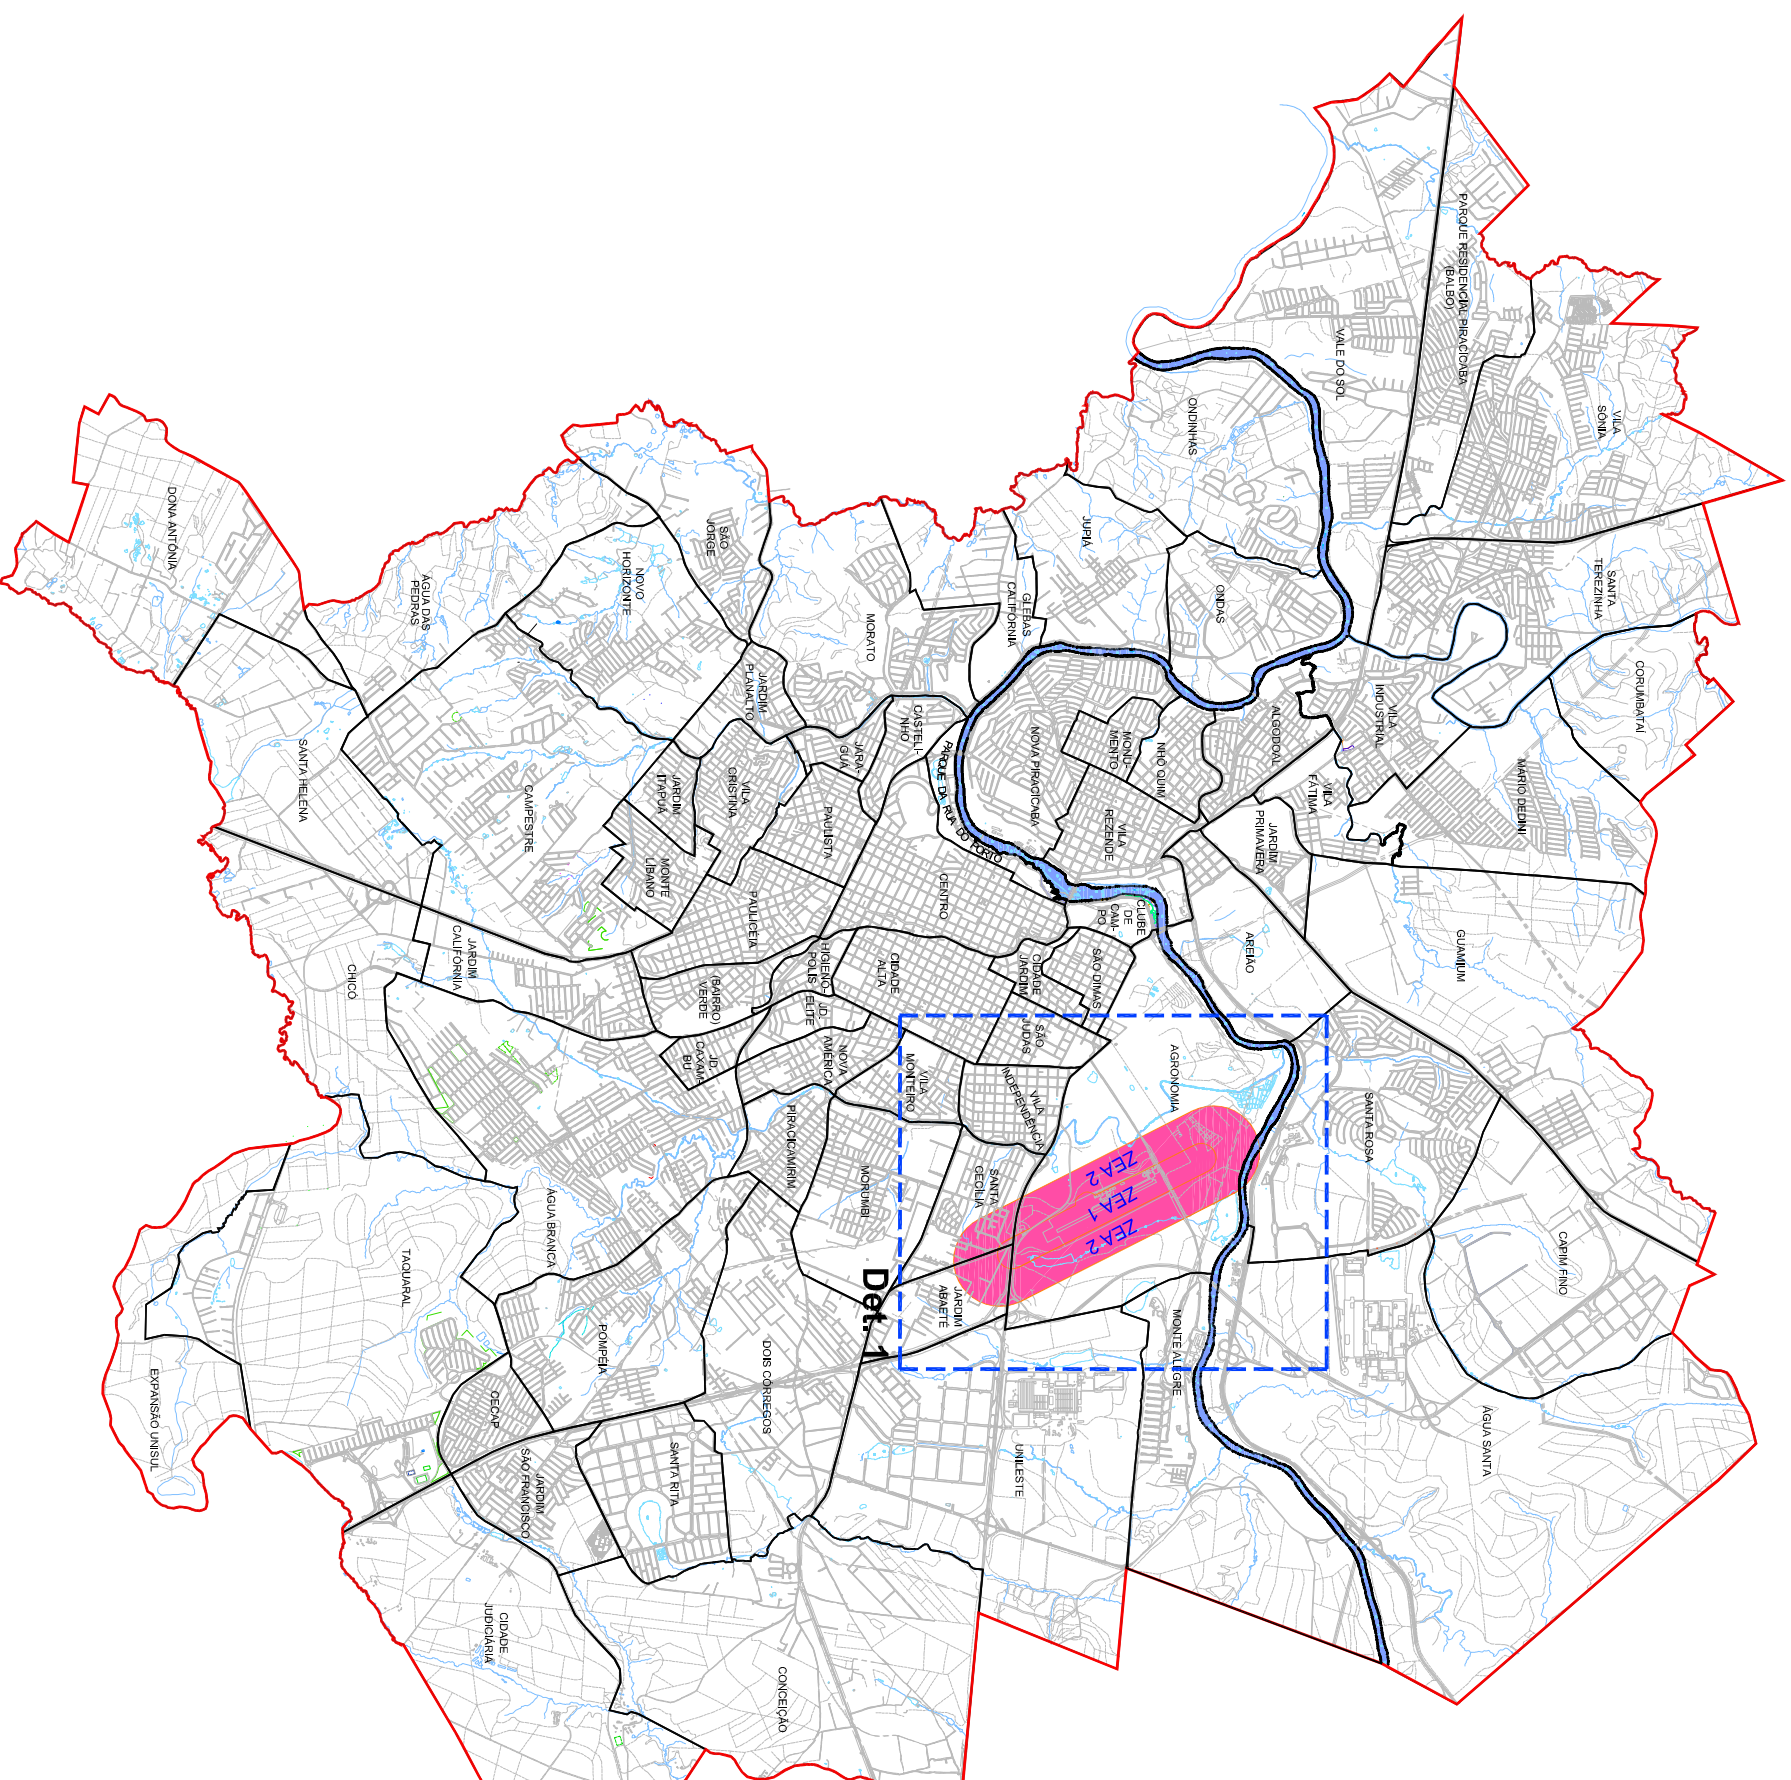 PARQUE RESIDENCIAL PIRACICABA
(BALBO)
VILA
SÔNIA
VALE DO SOL
ONDINHAS
DONA ANTÔNIA
ÁGUA DAS
PEDRAS
NOVO
HORIZONTE
SÃO
JORGE
MORATO
GLEBAS
CALIFÓRNIA
JUPIÁ
ONDAS
SANTA
TEREZINHA
CORUMBATAÍ
SANTA HELENA
CAMPESTRE
JARDIM
PLANALTO
JARDIM
ITAPUÃ
VILA
CRISTINA
JARA-
GUÁ
CASTELI-
NHO
PARQUE DA RUA DO PORTO
NOVA PIRACICABA
MONU-
MENTO
NHÔ QUIM
ALGODOAL
VILA
INDUSTRIAL
MÁRIO DEDINI
VILA
FÁTIMA
JARDIM
PRIMAVERA
VILA
REZENDE
PAULISTA
MONTE
LÍBANO
PAULICÉIA
CENTRO
CLUBE
DE
CAM-
PO
AREIÃO
GUAMIUM
CHICÓ
JARDIM
CALIFÓRNIA
(BAIRRO)
VERDE
HIGIENÓ-
POLIS
CIDADE
ALTA
CIDADE
JARDIM
SÃO DIMAS
JD.
ELITE
JD.
CAXAM-
BU
NOVA
AMÉRICA
VILA
MONTEIRO
SÃO
JUDAS
VILA
INDEPENDÊNCIA
AGRONOMIA
SANTA ROSA
PIRACICAMIRIM
MORUMBI
SANTA
CECÍLIA
ZEA 2
ZEA 1
ZEA 2
CAPIM FINO
ÁGUA BRANCA
TAQUARAL
Det. 1
JARDIM
ABAETÉ
MONTE ALEGRE
EXPANSÃO UNISUL
POMPÉIA
DOIS CÓRREGOS
CECAP
JARDIM
SÃO FRANCISCO
SANTA RITA
UNILESTE
ÁGUA SANTA
CIDADE
JUDICIÁRIA
CONCEIÇÃO